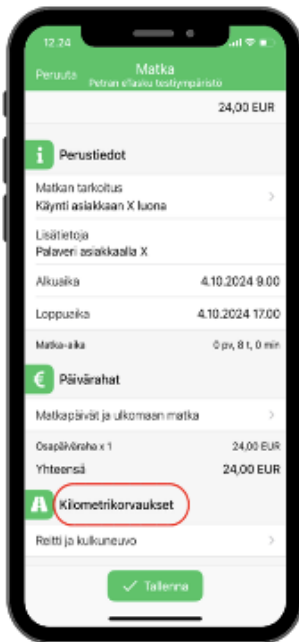 12.24
Peruuta
Matka
Petran eTasku testiympäristö
24,00 EUR
Perustiedot
Matkan tarkoitus
Käynti asiakkaan X luona
Lisätietoja
Palaveri asiakkaalla X
Alkuaika 4.10.2024 9.00
Loppuaika 4.10.2024 17.00
Matka-aika 0 pv, 8 t, 0 min
€ Päivärahat
Matkapäivät ja ulkomaan matka
Osapäiväraha x 1 24,00 EUR
Yhteensä 24,00 EUR
Kilometrikorvaukset
Reitti ja kulkuneuvo
Tallenna